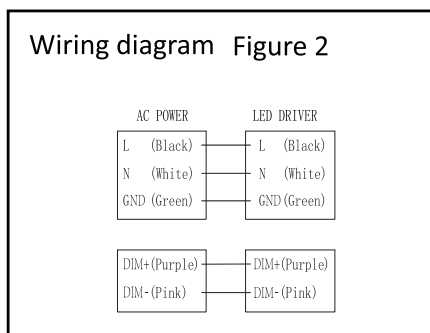 Wiring diagram Figure 2
AC POWER LED DRIVER
L (Black) L (Black)
N (White) N (White)
GND (Green) GND (Green)
DIM+(Purple) DIM+(Purple)
DIM-(Pink) DIM-(Pink)